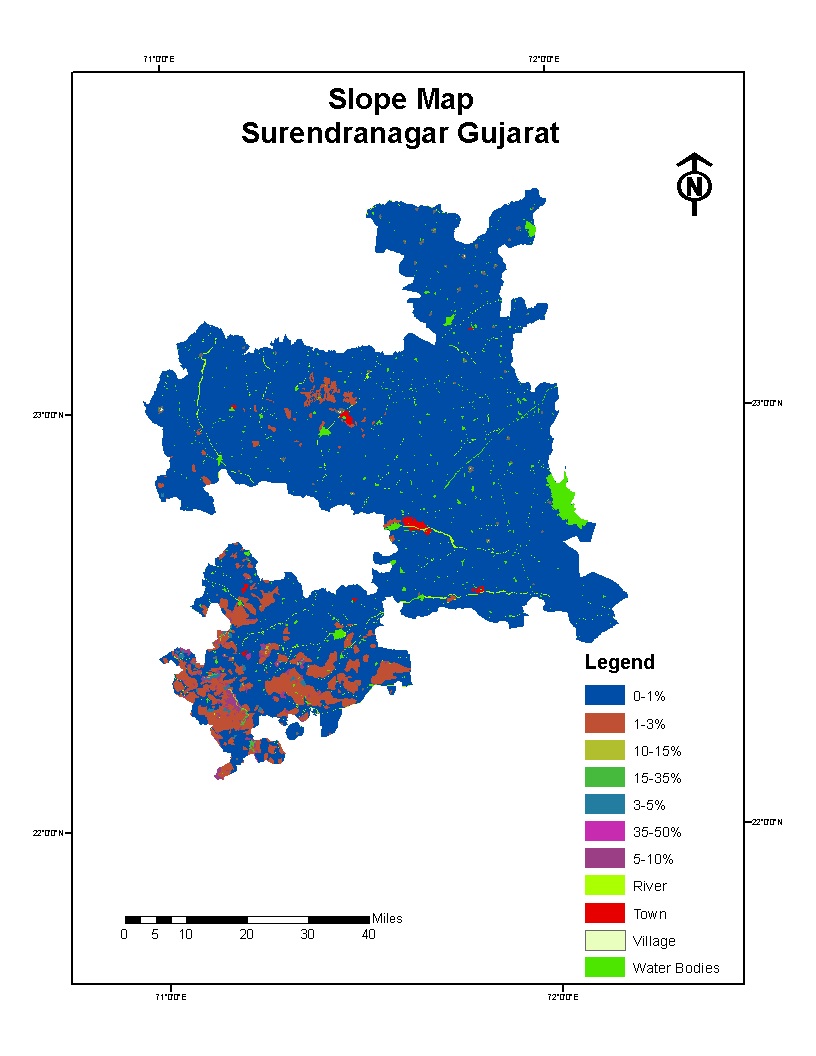 71°0'0"E 72°0'0"E
Slope Map
Surendranagar Gujarat
N
23°0'0"N 23°0'0"N
Legend
0-1%
1-3%
10-15%
15-35%
3-5%
35-50%
5-10%
River
Town
Village
Water Bodies
22°0'0"N 22°0'0"N
Miles
0 5 10 20 30 40
71°0'0"E 72°0'0"E